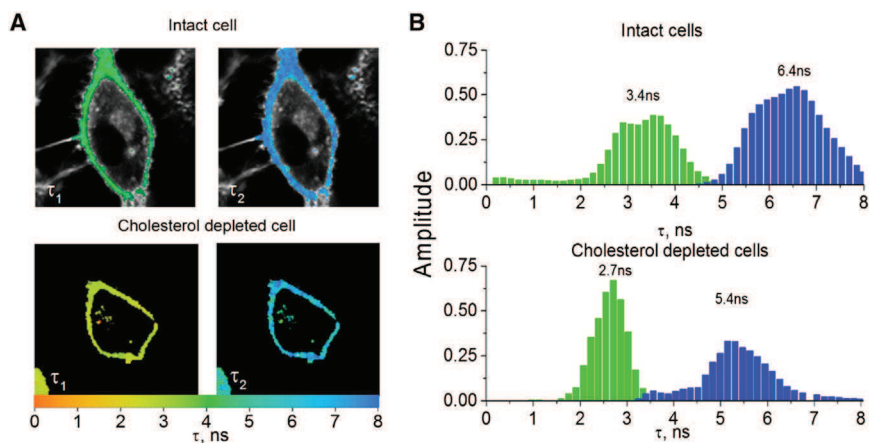 A
Intact cell
τ1
τ2
Cholesterol depleted cell
τ1
τ2
0 1 2 3 4 5 6 7 8
τ, ns
B
Intact cells
0.75
0.50
0.25
0.00
3.4ns
6.4ns
0 1 2 3 4 5 6 7 8
τ, ns
Amplitude
Cholesterol depleted cells
0.75
0.50
0.25
0.00
2.7ns
5.4ns
0 1 2 3 4 5 6 7 8
τ, ns